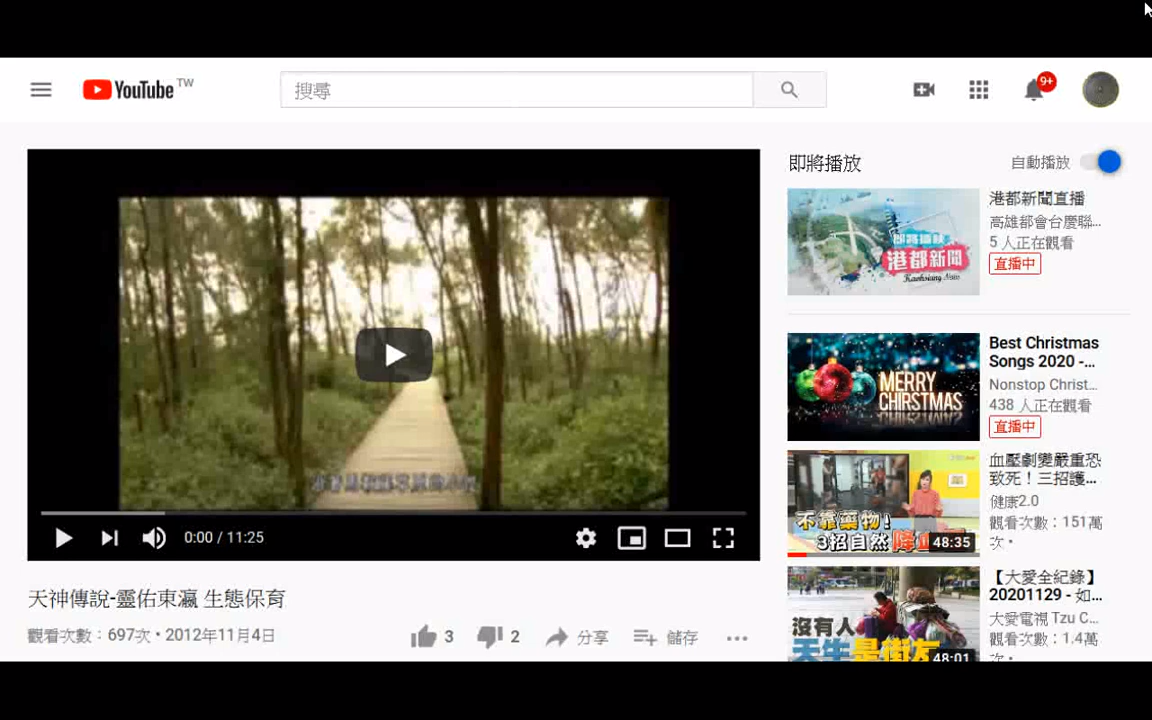 YouTube TW
搜尋
9+
即將播放
自動播放
港都新聞
Kaohsiung News
港都新聞直播
高雄都會台慶聯...
5 人正在觀看
直播中
MERRY
CHIRSTMAS
Best Christmas
Songs 2020 -...
Nonstop Christ...
438 人正在觀看
直播中
不靠藥物!
3招自然降血
48:35
血壓劇變嚴重恐
致死！三招護...
健康2.0
觀看次數：151萬
次•
沒有人
天生是街友
48:01
【大愛全紀錄】
20201129 - 如...
大愛電視 Tzu C...
觀看次數：1.4萬
0:00 / 11:25
天神傳說-靈佑東瀛 生態保育
觀看次數：697次 • 2012年11月4日
3
2
分享
儲存